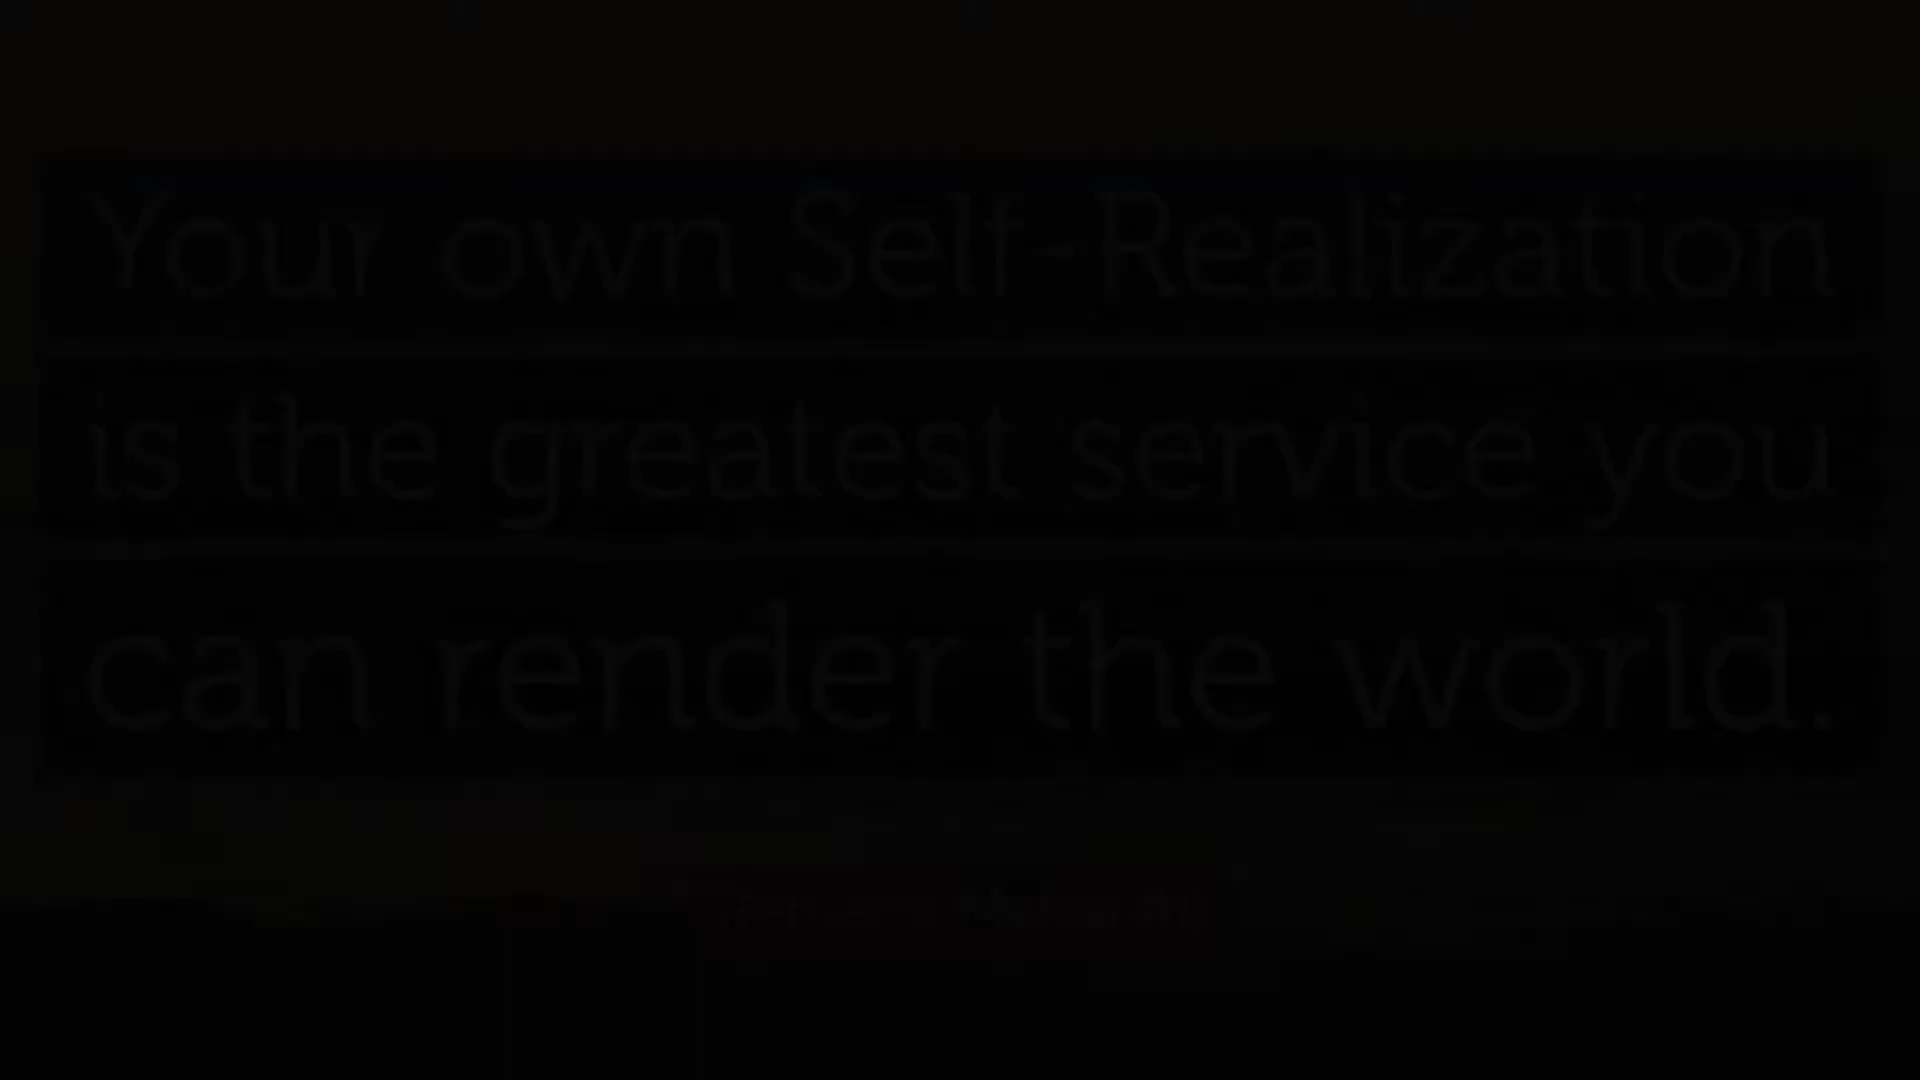 Your own Self-Realization
is the greatest service you
can render the world.